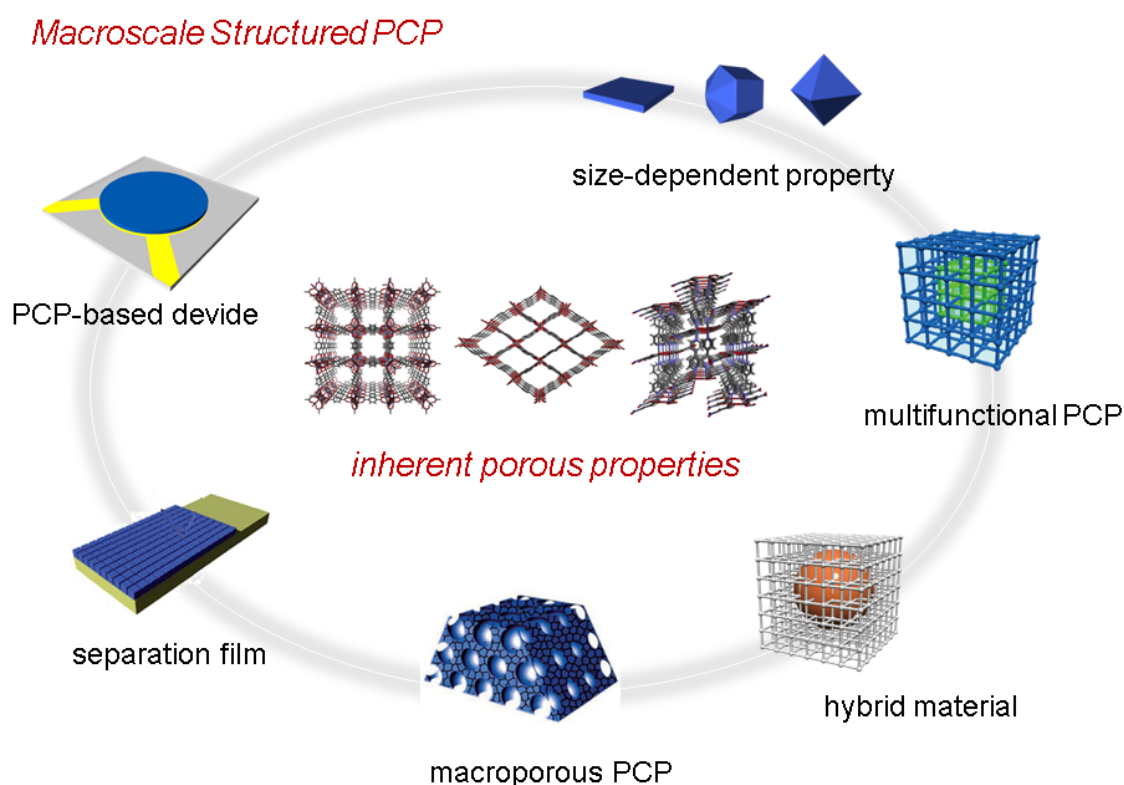 Macroscale Structured PCP
size-dependent property
PCP-based devide
multifunctional PCP
inherent porous properties
separation film
hybrid material
macroporous PCP